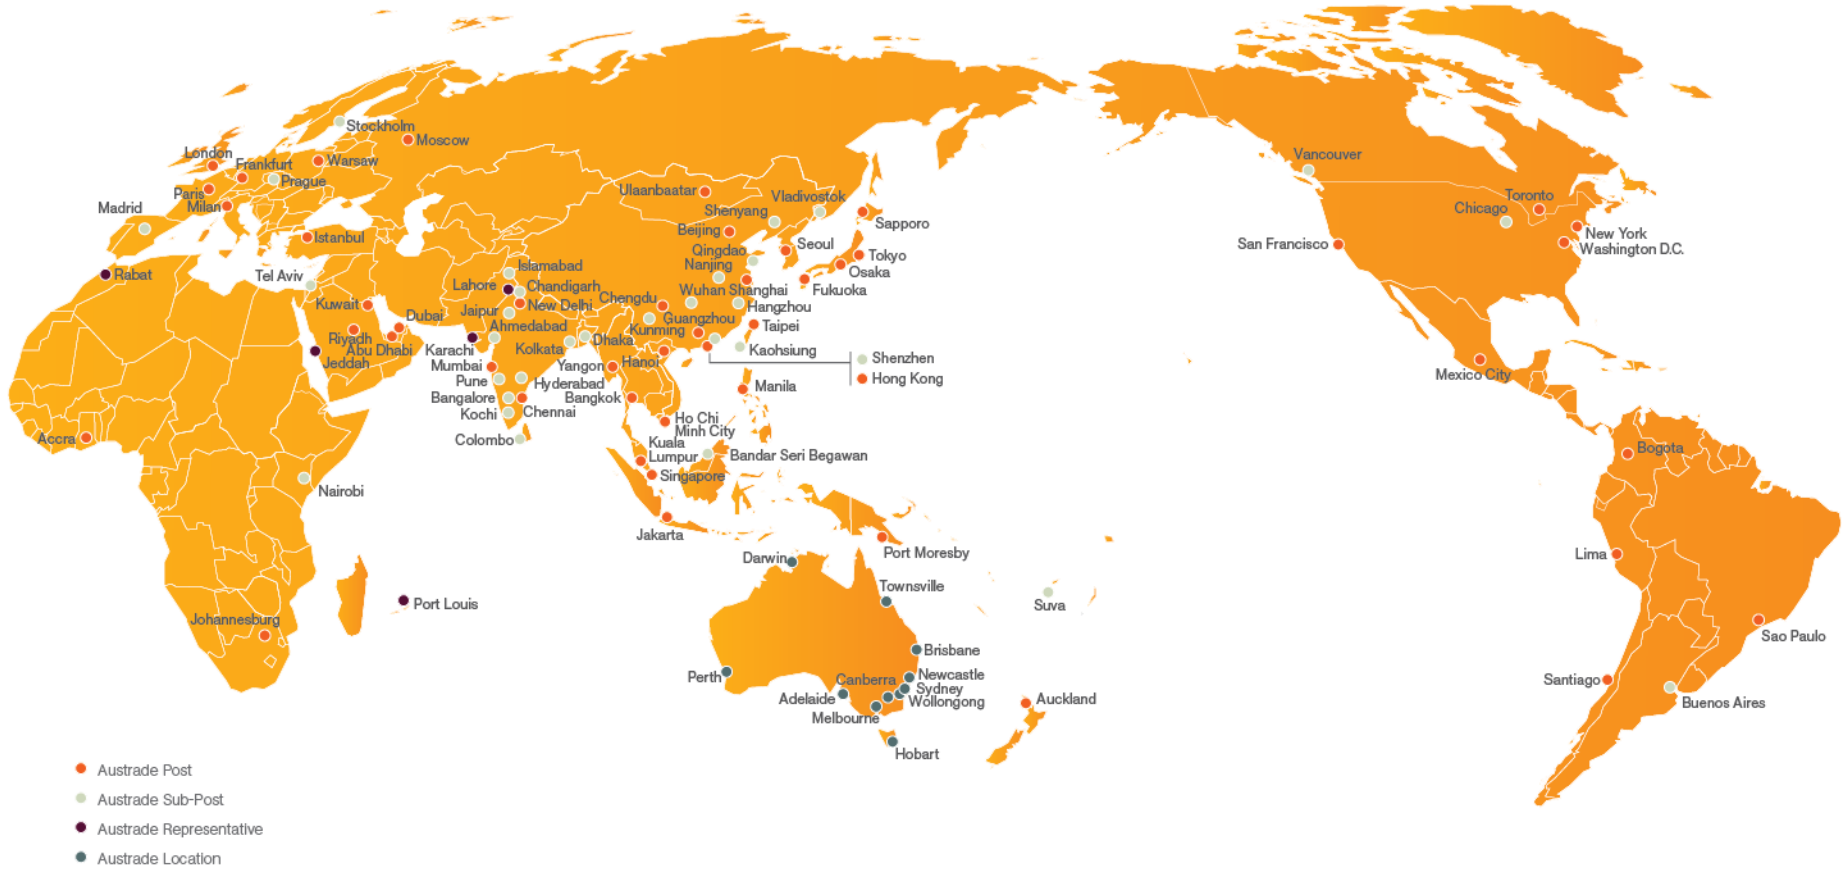 Stockholm
Moscow
London
Frankfurt
Warsaw
Prague
Paris
Milan
Madrid
Istanbul
Rabat
Tel Aviv
Kuwait
Dubai
Riyadh
Abu Dhabi
Jeddah
Accra
Nairobi
Johannesburg
Port Louis
Islamabad
Lahore
Chandigarh
New Delhi
Jaipur
Ahmedabad
Karachi
Kolkata
Dhaka
Mumbai
Pune
Hyderabad
Bangalore
Kochi
Chennai
Colombo
Ulaanbaatar
Vladivostok
Shenyang
Beijing
Sapporo
Qingdao
Seoul
Tokyo
Nanjing
Osaka
Wuhan
Shanghai
Fukuoka
Chengdu
Hangzhou
Guangzhou
Kunming
Taipei
Kaohsiung
Shenzhen
Hong Kong
Yangon
Hanoi
Bangkok
Manila
Ho Chi
Minh City
Kuala
Lumpur
Bandar Seri Begawan
Singapore
Jakarta
Port Moresby
Darwin
Townsville
Suva
Brisbane
Perth
Canberra
Newcastle
Sydney
Adelaide
Wollongong
Melbourne
Hobart
Auckland
Vancouver
Toronto
Chicago
New York
San Francisco
Washington D.C.
Mexico City
Bogota
Lima
Sao Paulo
Santiago
Buenos Aires
Austrade Post
Austrade Sub-Post
Austrade Representative
Austrade Location